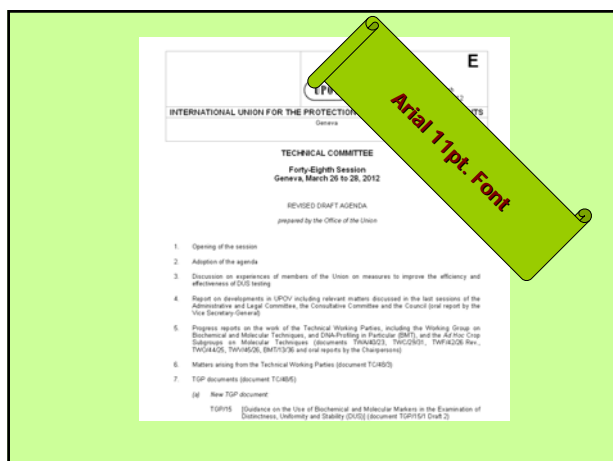 E
UPOV
INTERNATIONAL UNION FOR THE PROTECTION
Geneva
TECHNICAL COMMITTEE
Forty-Eighth Session
Geneva, March 26 to 28, 2012
REVISED DRAFT AGENDA
prepared by the Office of the Union
1. Opening of the session
2. Adoption of the agenda
3. Discussion on experiences of members of the Union on measures to improve the efficiency and
effectiveness of DUS testing
4. Report on developments in UPOV including relevant matters discussed in the last sessions of the
Administrative and Legal Committee, the Consultative Committee and the Council (oral report by the
Vice Secretary-General)
5. Progress reports on the work of the Technical Working Parties, including the Working Group on
Biochemical and Molecular Techniques, and DNA-Profiling in Particular (BMT), and the Ad Hoc Crop
Subgroups on Molecular Techniques (documents TWA/40/23, TWC/29/31, TWF/42/26 Rev.,
TWO/44/25, TWV/45/26, BMT/13/36 and oral reports by the Chairpersons)
6. Matters arising from the Technical Working Parties (document TC/48/3)
7. TGP documents (document TC/48/5)
(a) New TGP document:
TGP/15 [Guidance on the Use of Biochemical and Molecular Markers in the Examination of
Distinctness, Uniformity and Stability (DUS)] (document TGP/15/1 Draft 2)
Arial 11pt. Font